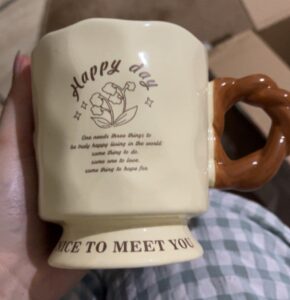 Happy day
One needs three things to
be truly happy living in the world
some thing to do.
some one to love.
some thing to hope for.
NICE TO MEET YOU